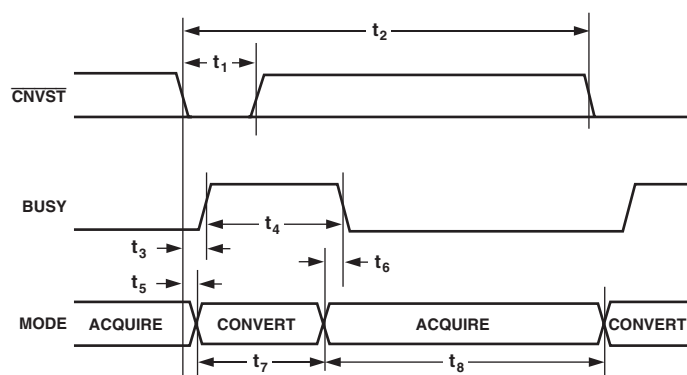 t2
t1
CNVST
BUSY
t4
t3
t6
t5
MODE ACQUIRE CONVERT ACQUIRE CONVERT
t7 t8